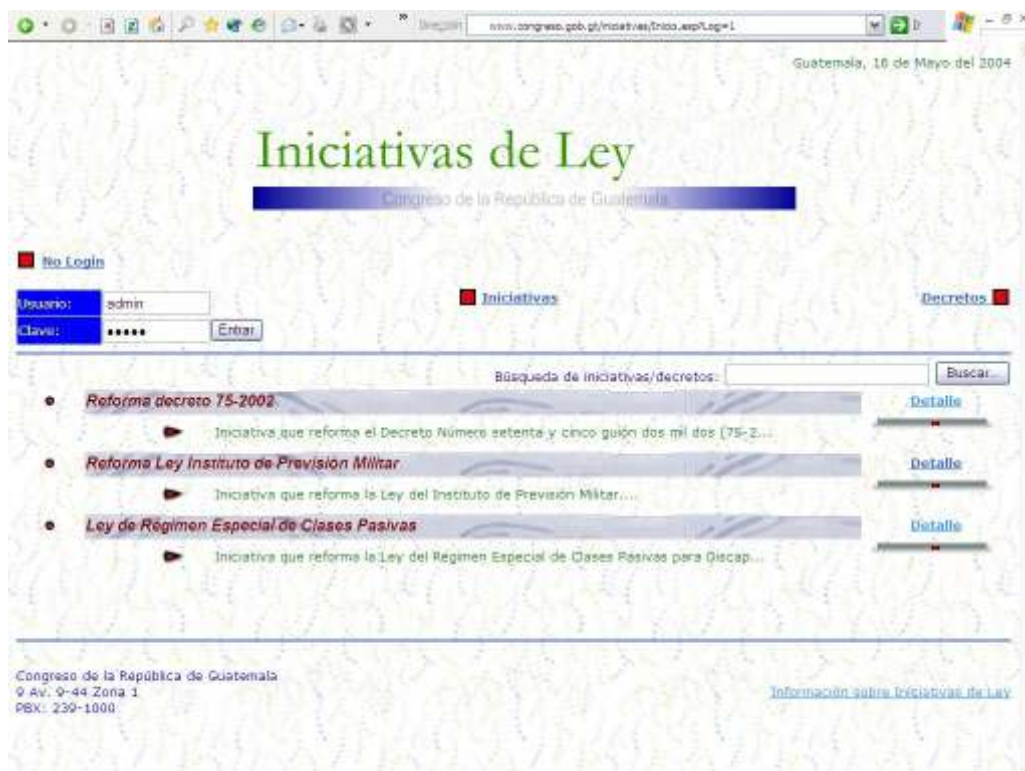 www.congreso.gob.gt/iniciativas/Inicio.asp?Log=1
Guatemala, 16 de Mayo del 2004
Iniciativas de Ley
Congreso de la República de Guatemala
No Login
Usuario: admin
Iniciativas
Decretos
Clave: ••••• Entrar
Búsqueda de iniciativas/decretos: Buscar...
Reforma decreto 75-2002 Detalle
Iniciativa que reforma el Decreto Número setenta y cinco guión dos mil dos (75-2...
Reforma Ley Instituto de Previsión Militar Detalle
Iniciativa que reforma la Ley del Instituto de Previsión Militar....
Ley de Régimen Especial de Clases Pasivas Detalle
Iniciativa que reforma la Ley del Régimen Especial de Clases Pasivas para Discap...
Congreso de la República de Guatemala
9 Av. 9-44 Zona 1
PBX: 239-1000
Información sobre Iniciativas de Ley